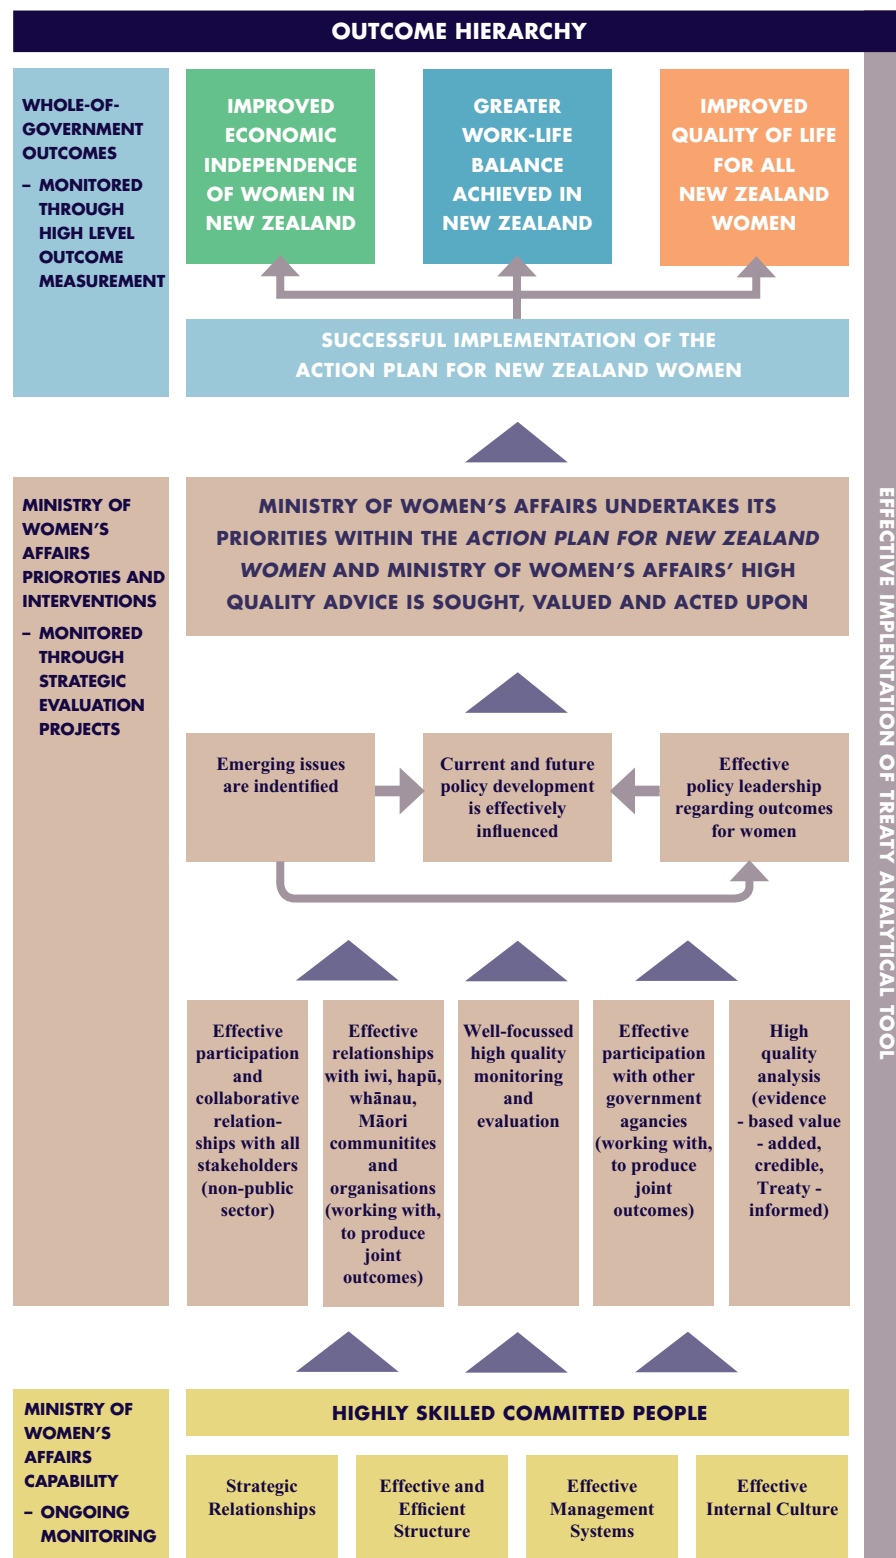 OUTCOME HIERARCHY
WHOLE-OF-
GOVERNMENT
OUTCOMES
– MONITORED
THROUGH
HIGH LEVEL
OUTCOME
MEASUREMENT
IMPROVED
ECONOMIC
INDEPENDENCE
OF WOMEN IN
NEW ZEALAND
GREATER
WORK-LIFE
BALANCE
ACHIEVED IN
NEW ZEALAND
IMPROVED
QUALITY OF LIFE
FOR ALL
NEW ZEALAND
WOMEN
SUCCESSFUL IMPLEMENTATION OF THE
ACTION PLAN FOR NEW ZEALAND WOMEN
MINISTRY OF
WOMEN'S
AFFAIRS
PRIOROTIES AND
INTERVENTIONS
– MONITORED
THROUGH
STRATEGIC
EVALUATION
PROJECTS
MINISTRY OF WOMEN'S AFFAIRS UNDERTAKES ITS
PRIORITIES WITHIN THE ACTION PLAN FOR NEW ZEALAND
WOMEN AND MINISTRY OF WOMEN'S AFFAIRS' HIGH
QUALITY ADVICE IS SOUGHT, VALUED AND ACTED UPON
Emerging issues
are indentified
Current and future
policy development
is effectively
influenced
Effective
policy leadership
regarding outcomes
for women
Effective
participation
and
collaborative
relation-
ships with all
stakeholders
(non-public
sector)
Effective
relationships
with iwi, hapū,
whānau,
Māori
communitites
and
organisations
(working with,
to produce
joint
outcomes)
Well-focussed
high quality
monitoring
and
evaluation
Effective
participation
with other
government
agancies
(working with,
to produce
joint
outcomes)
High
quality
analysis
(evidence
- based value
- added,
credible,
Treaty -
informed)
MINISTRY OF
WOMEN'S
AFFAIRS
CAPABILITY
– ONGOING
MONITORING
HIGHLY SKILLED COMMITTED PEOPLE
Strategic
Relationships
Effective and
Efficient
Structure
Effective
Management
Systems
Effective
Internal Culture
EFFECTIVE IMPLENTATION OF TREATY ANALYTICAL TOOL